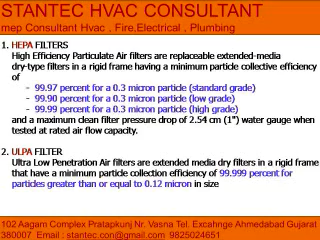 STANTEC HVAC CONSULTANT
mep Consultant Hvac , Fire,Electrical , Plumbing
1. HEPA FILTERS
High Efficiency Particulate Air filters are replaceable extended-media
dry-type filters in a rigid frame having a minimum particle collective efficiency
of
- 99.97 percent for a 0.3 micron particle (standard grade)
- 99.90 percent for a 0.3 micron particle (low grade)
- 99.99 percent for a 0.3 micron particle (high grade)
and a maximum clean filter pressure drop of 2.54 cm (1") water gauge when
tested at rated air flow capacity.
2. ULPA FILTER
Ultra Low Penetration Air filters are extended media dry filters in a rigid frame
that have a minimum particle collection efficiency of 99.999 percent for
particles greater than or equal to 0.12 micron in size
102 Aagam Complex Pratapkunj Nr. Vasna Tel. Excahnge Ahmedabad Gujarat
380007 Email : stantec.con@gmail.com 9825024651